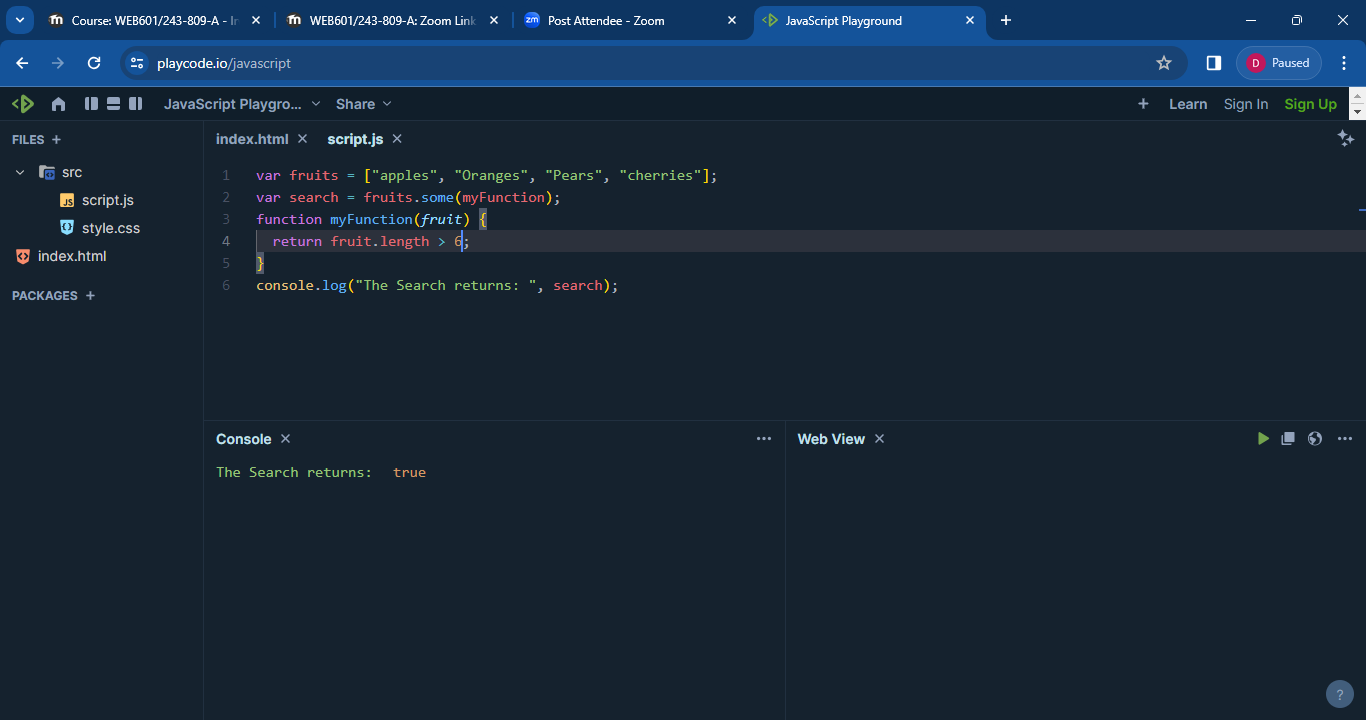 Course: WEB601/243-809-A - In
WEB601/243-809-A: Zoom Link
zm Post Attendee - Zoom
JavaScript Playground
playcode.io/javascript
D Paused
JavaScript Playgro... Share
Learn Sign In Sign Up
FILES +
index.html script.js
src
script.js
style.css
index.html
PACKAGES +
1 var fruits = ["apples", "Oranges", "Pears", "cherries"];
2 var search = fruits.some(myFunction);
3 function myFunction(fruit) {
4 return fruit.length > 6;
5 }
6 console.log("The Search returns: ", search);
Console
Web View
The Search returns: true
?